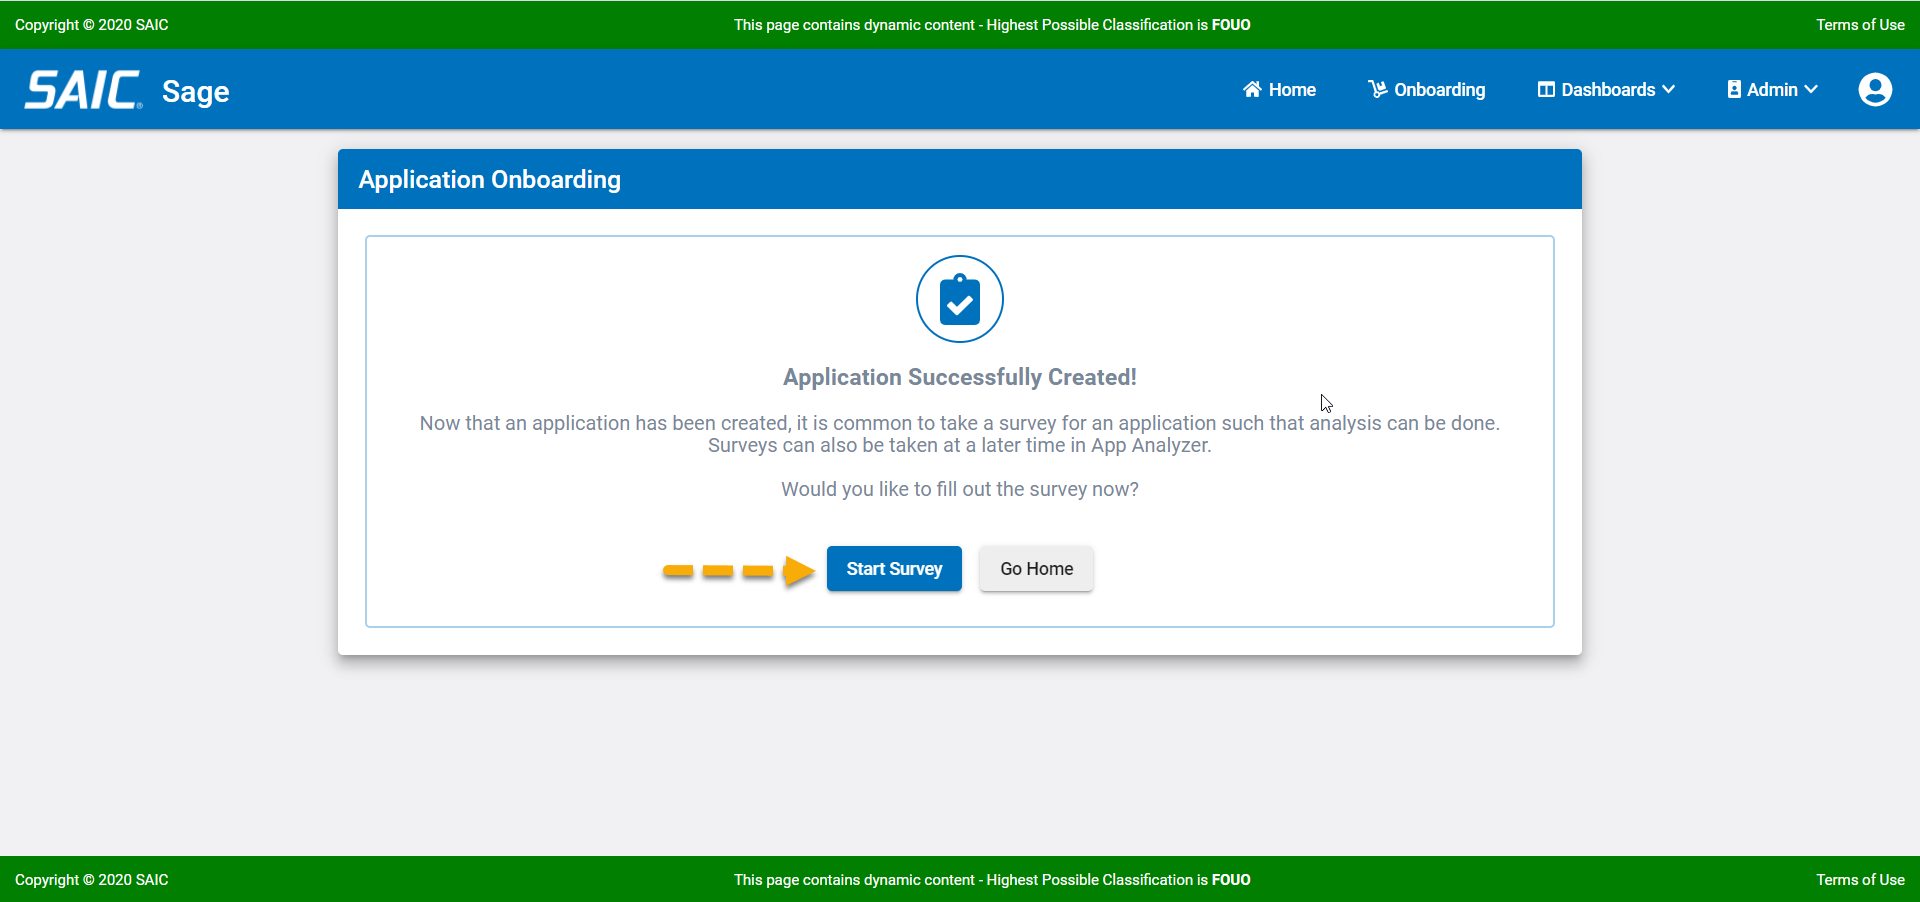 Copyright © 2020 SAIC
This page contains dynamic content - Highest Possible Classification is FOUO
Terms of Use
SAIC® Sage
Home
Onboarding
Dashboards
Admin
Application Onboarding
Application Successfully Created!
Now that an application has been created, it is common to take a survey for an application such that analysis can be done.
Surveys can also be taken at a later time in App Analyzer.
Would you like to fill out the survey now?
Start Survey
Go Home
Copyright © 2020 SAIC
This page contains dynamic content - Highest Possible Classification is FOUO
Terms of Use